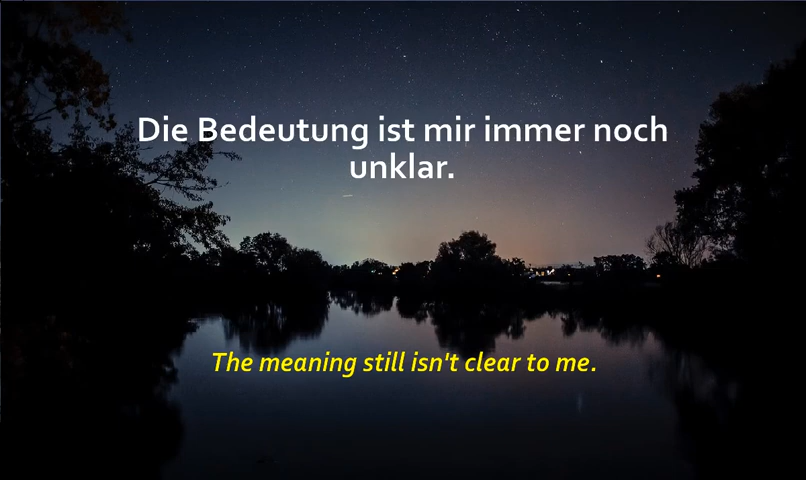 Die Bedeutung ist mir immer noch
unklar.
The meaning still isn't clear to me.